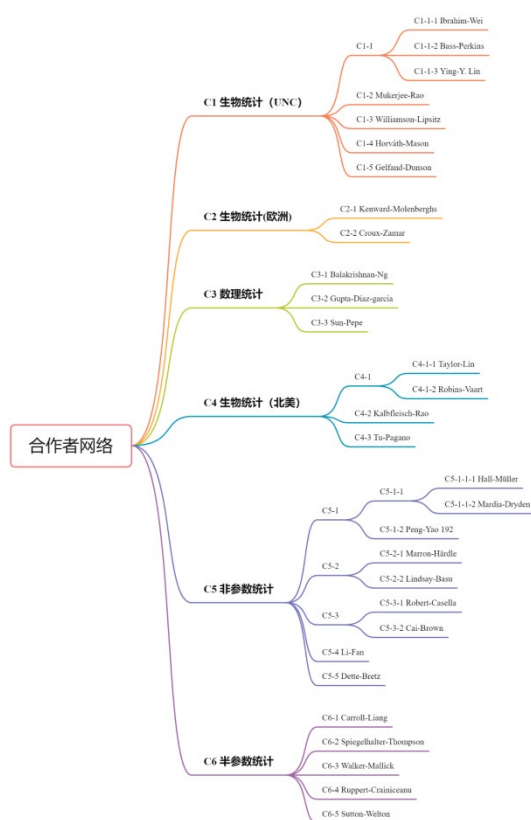 合作者网络
C1 生物统计（UNC）
C1-1
C1-1-1 Ibrahim-Wei
C1-1-2 Bass-Perkins
C1-1-3 Ying-Y. Lin
C1-2 Mukerjee-Rao
C1-3 Williamson-Lipsitz
C1-4 Horváth-Mason
C1-5 Gelfand-Dunson
C2 生物统计(欧洲)
C2-1 Kenward-Molenberghs
C2-2 Croux-Zamar
C3 数理统计
C3-1 Balakrishnan-Ng
C3-2 Gupta-Díaz-garcía
C3-3 Sun-Pepe
C4 生物统计（北美）
C4-1
C4-1-1 Taylor-Lin
C4-1-2 Robins-Vaart
C4-2 Kalbfleisch-Rao
C4-3 Tu-Pagano
C5 非参数统计
C5-1
C5-1-1
C5-1-1-1 Hall-Müller
C5-1-1-2 Mardia-Dryden
C5-1-2 Peng-Yao 192
C5-2
C5-2-1 Marron-Härdle
C5-2-2 Lindsay-Basu
C5-3
C5-3-1 Robert-Casella
C5-3-2 Cai-Brown
C5-4 Li-Fan
C5-5 Dette-Bretz
C6 半参数统计
C6-1 Carroll-Liang
C6-2 Spiegelhalter-Thompson
C6-3 Walker-Mallick
C6-4 Ruppert-Crainiceanu
C6-5 Sutton-Welton